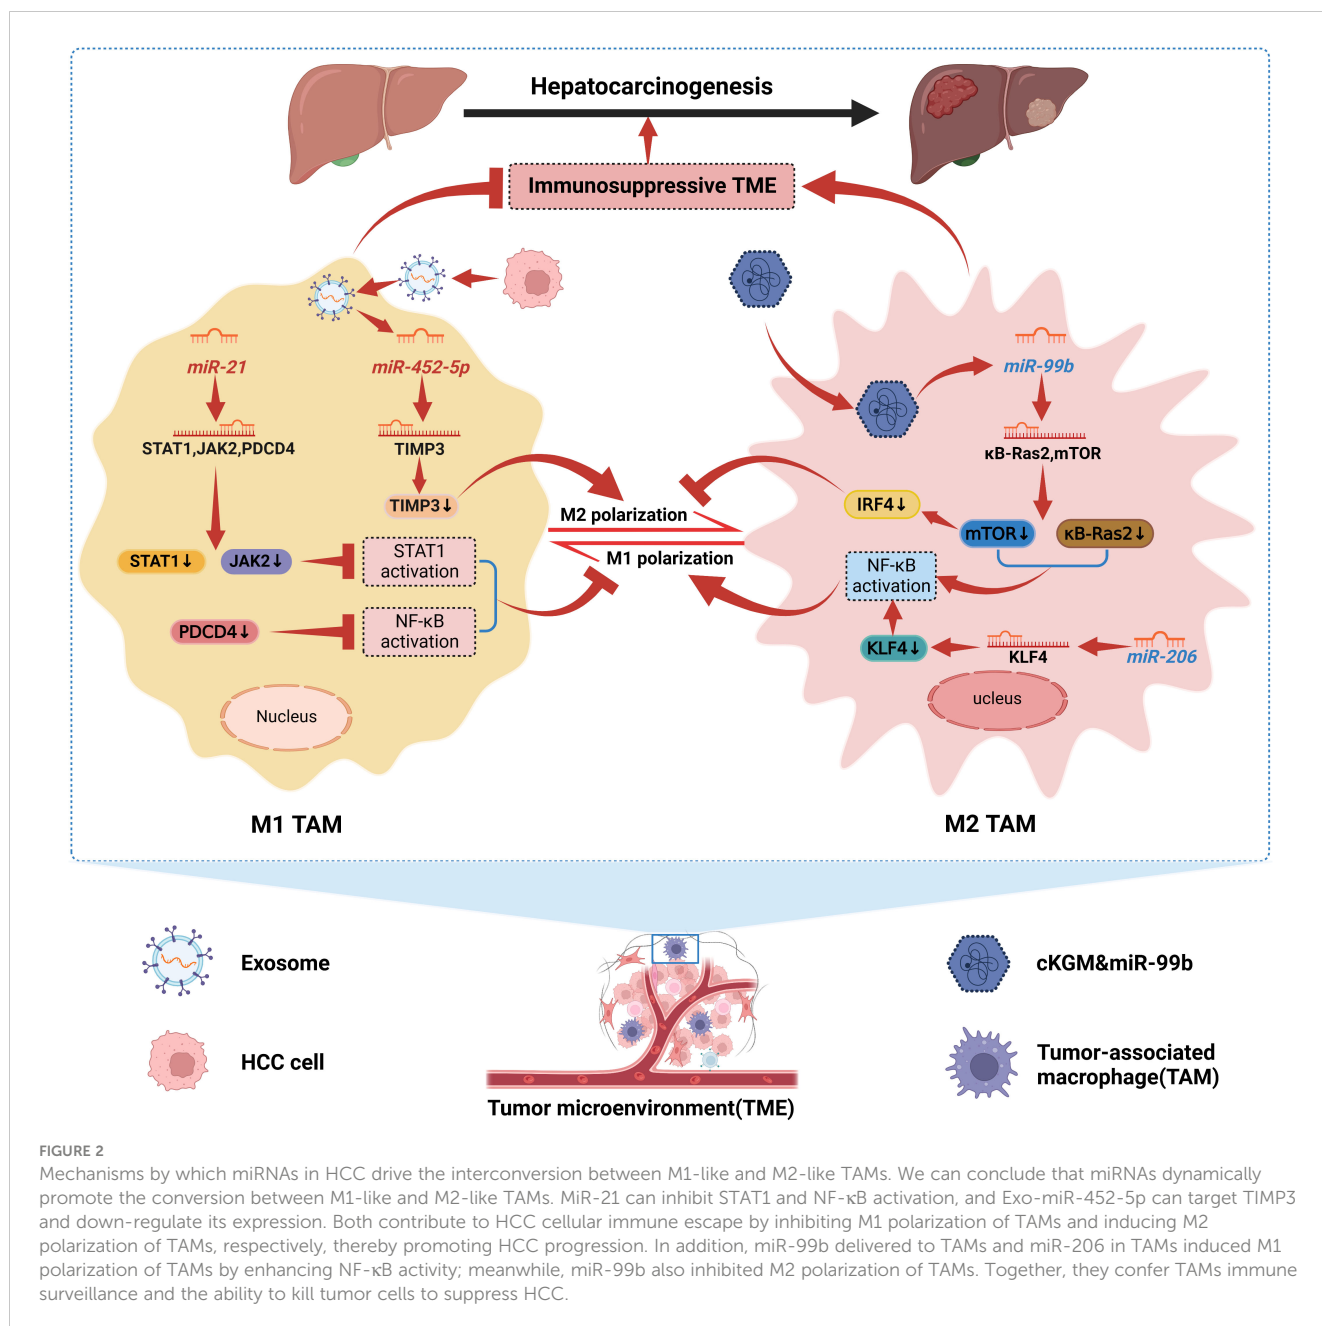 Hepatocarcinogenesis
Immunosuppressive TME
miR-21
miR-452-5p
STAT1,JAK2,PDCD4
TIMP3
TIMP3↓
STAT1↓
JAK2↓
STAT1
activation
PDCD4↓
NF-κB
activation
Nucleus
M1 TAM
M2 polarization
M1 polarization
miR-99b
κB-Ras2,mTOR
IRF4↓
mTOR↓
κB-Ras2↓
NF-κB
activation
KLF4↓
KLF4
miR-206
ucleus
M2 TAM
Exosome
HCC cell
Tumor microenvironment(TME)
cKGM&miR-99b
Tumor-associated
macrophage(TAM)
FIGURE 2
Mechanisms by which miRNAs in HCC drive the interconversion between M1-like and M2-like TAMs. We can conclude that miRNAs dynamically
promote the conversion between M1-like and M2-like TAMs. MiR-21 can inhibit STAT1 and NF-κB activation, and Exo-miR-452-5p can target TIMP3
and down-regulate its expression. Both contribute to HCC cellular immune escape by inhibiting M1 polarization of TAMs and inducing M2
polarization of TAMs, respectively, thereby promoting HCC progression. In addition, miR-99b delivered to TAMs and miR-206 in TAMs induced M1
polarization of TAMs by enhancing NF-κB activity; meanwhile, miR-99b also inhibited M2 polarization of TAMs. Together, they confer TAMs immune
surveillance and the ability to kill tumor cells to suppress HCC.